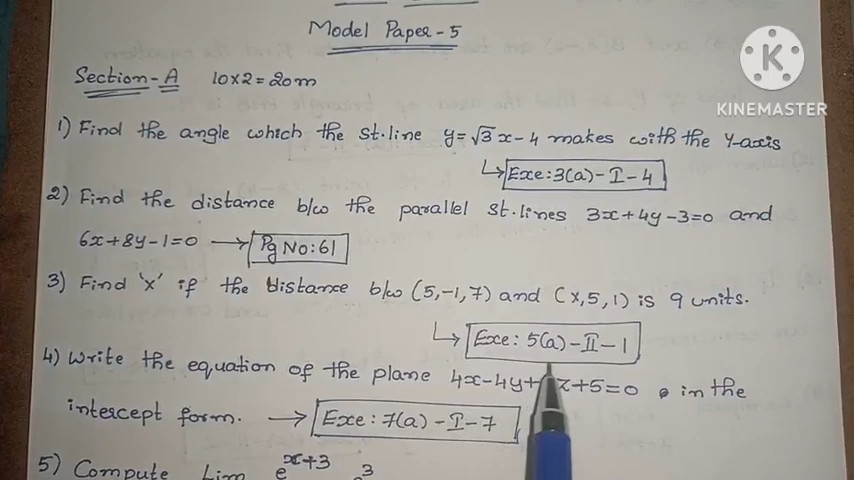 Model Paper-5
Section-A 10×2=20m
KINEMASTER
1) Find the angle which the st.line y=√3x-4 makes with the Y-axis
↳ Exe:3(a)-I-4
2) Find the distance b/w the parallel st.lines 3x+4y-3=0 and
6x+8y-1=0 → Pg No:61
3) Find 'x' if the distance b/w (5,-1,7) and (x,5,1) is 9 units.
↳ Exe: 5(a)-II-1
4) Write the equation of the plane 4x-4y+ z+5=0 in the
intercept form. → Exe:7(a)-I-7
5) Compute Lim e^x+3 e^3